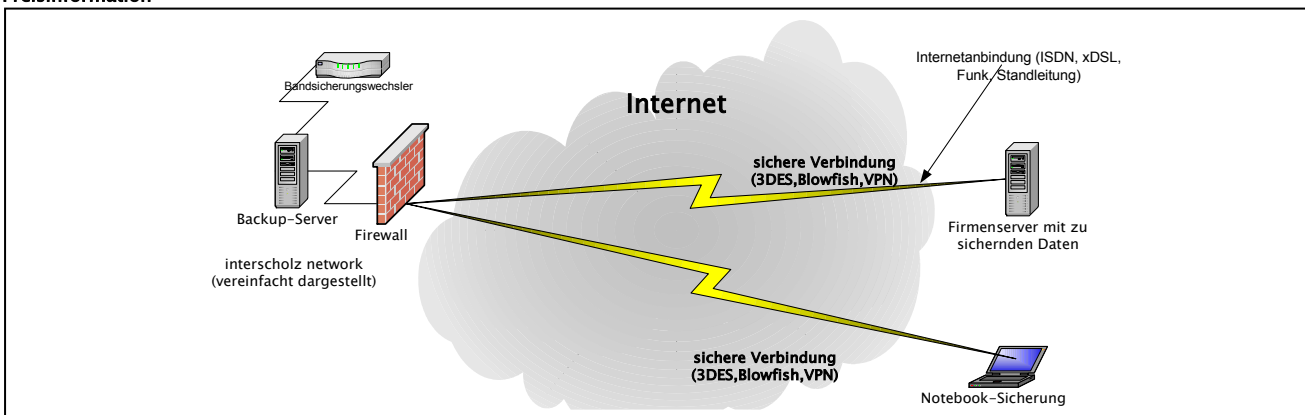 Preisinformation
Bandsicherungswechsler
Internetanbindung (ISDN, xDSL,
Funk, Standleitung)
Internet
sichere Verbindung
(3DES,Blowfish,VPN)
Backup-Server
Firewall
Firmenserver mit zu
sichernden Daten
interscholz network
(vereinfacht dargestellt)
sichere Verbindung
(3DES,Blowfish,VPN)
Notebook-Sicherung